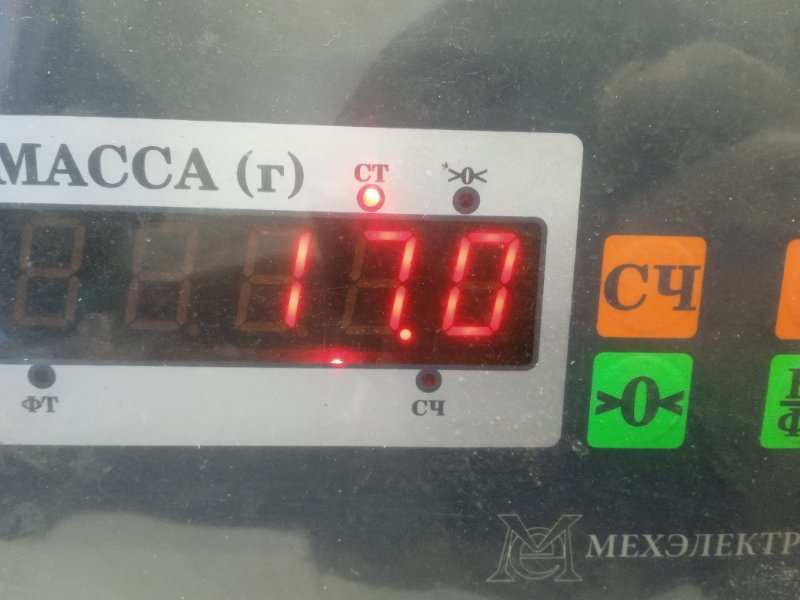 МАССА (г)
СТ
>0<
17.0
ФТ
СЧ
СЧ
>0<
МЕХЭЛЕКТР